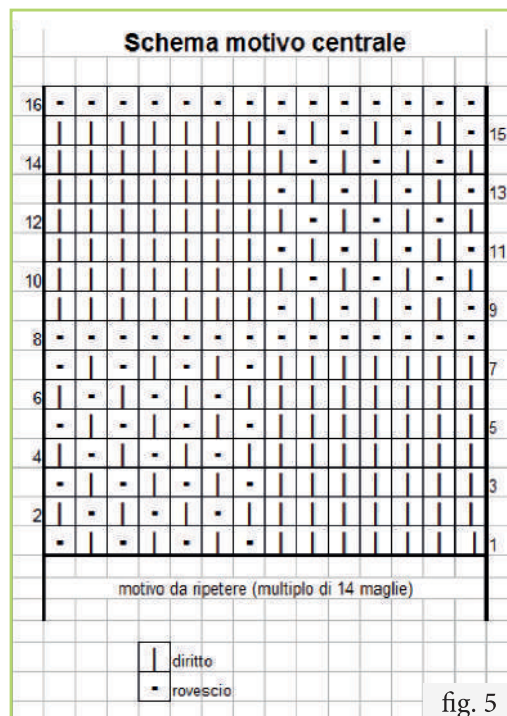 Schema motivo centrale
16 - - - - - - - - - - - - - -
| | | | | | | - | - | - | - 15
14 | | | | | | | | - | - | - |
| | | | | | | - | - | - | - 13
12 | | | | | | | | - | - | - |
| | | | | | | - | - | - | - 11
10 | | | | | | | | - | - | - |
| | | | | | | - | - | - | - 9
8 - - - - - - - - - - - - - -
- | - | - | - | | | | | | | 7
6 | - | - | - | | | | | | | |
- | - | - | - | | | | | | | 5
4 | - | - | - | | | | | | | |
- | - | - | - | | | | | | | 3
2 | - | - | - | | | | | | | |
- | - | - | - | | | | | | | 1
motivo da ripetere (multiplo di 14 maglie)
| diritto
- rovescio
fig. 5